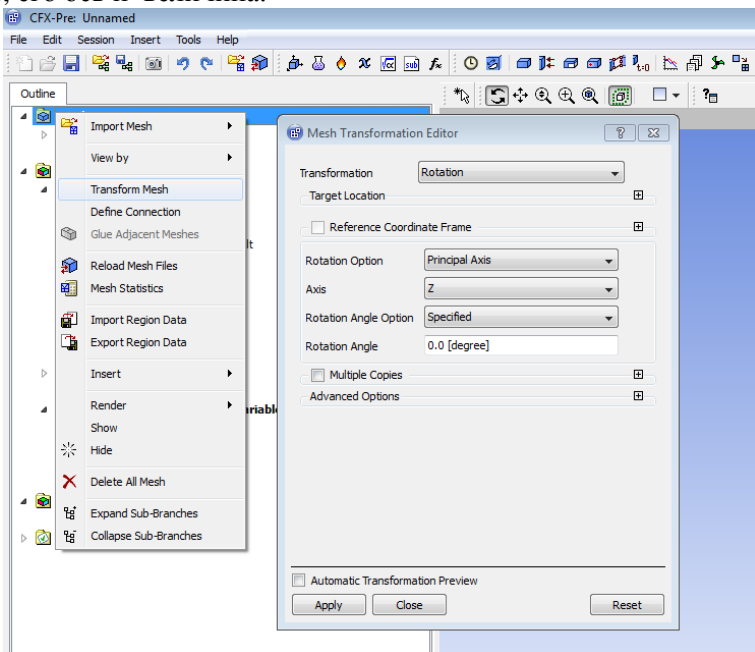 CFX-Pre: Unnamed
File Edit Session Insert Tools Help
Outline
Import Mesh
View by
Transform Mesh
Define Connection
Glue Adjacent Meshes
Reload Mesh Files
Mesh Statistics
Import Region Data
Export Region Data
Insert
Render
Show
Hide
Delete All Mesh
Expand Sub-Branches
Collapse Sub-Branches
lt
ariabl
Mesh Transformation Editor
Transformation Rotation
Target Location
Reference Coordinate Frame
Rotation Option Principal Axis
Axis Z
Rotation Angle Option Specified
Rotation Angle 0.0 [degree]
Multiple Copies
Advanced Options
Automatic Transformation Preview
Apply Close Reset